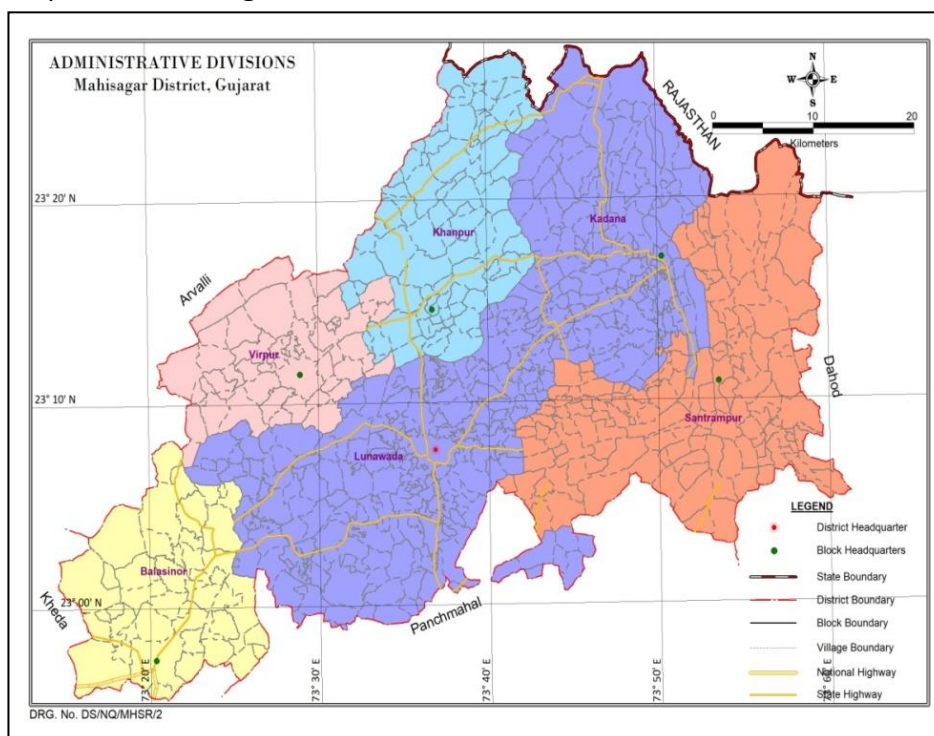 ADMINISTRATIVE DIVISIONS
Mahisagar District, Gujarat
N
W E
S
RAJASTHAN
0 10 20
Kilometers
23° 20' N
Kadana
Khanpur
Arvalli
Virpur
Dahod
23° 10' N
Santrampur
Lunawada
LEGEND
District Headquarter
Block Headquarters
Balasinor
State Boundary
23° 00' N
Kheda
Panchmahal
District Boundary
Block Boundary
Village Boundary
National Highway
State Highway
73° 20' E
73° 30' E
73° 40' E
73° 50' E
73° 60' E
DRG. No. DS/NQ/MHSR/2